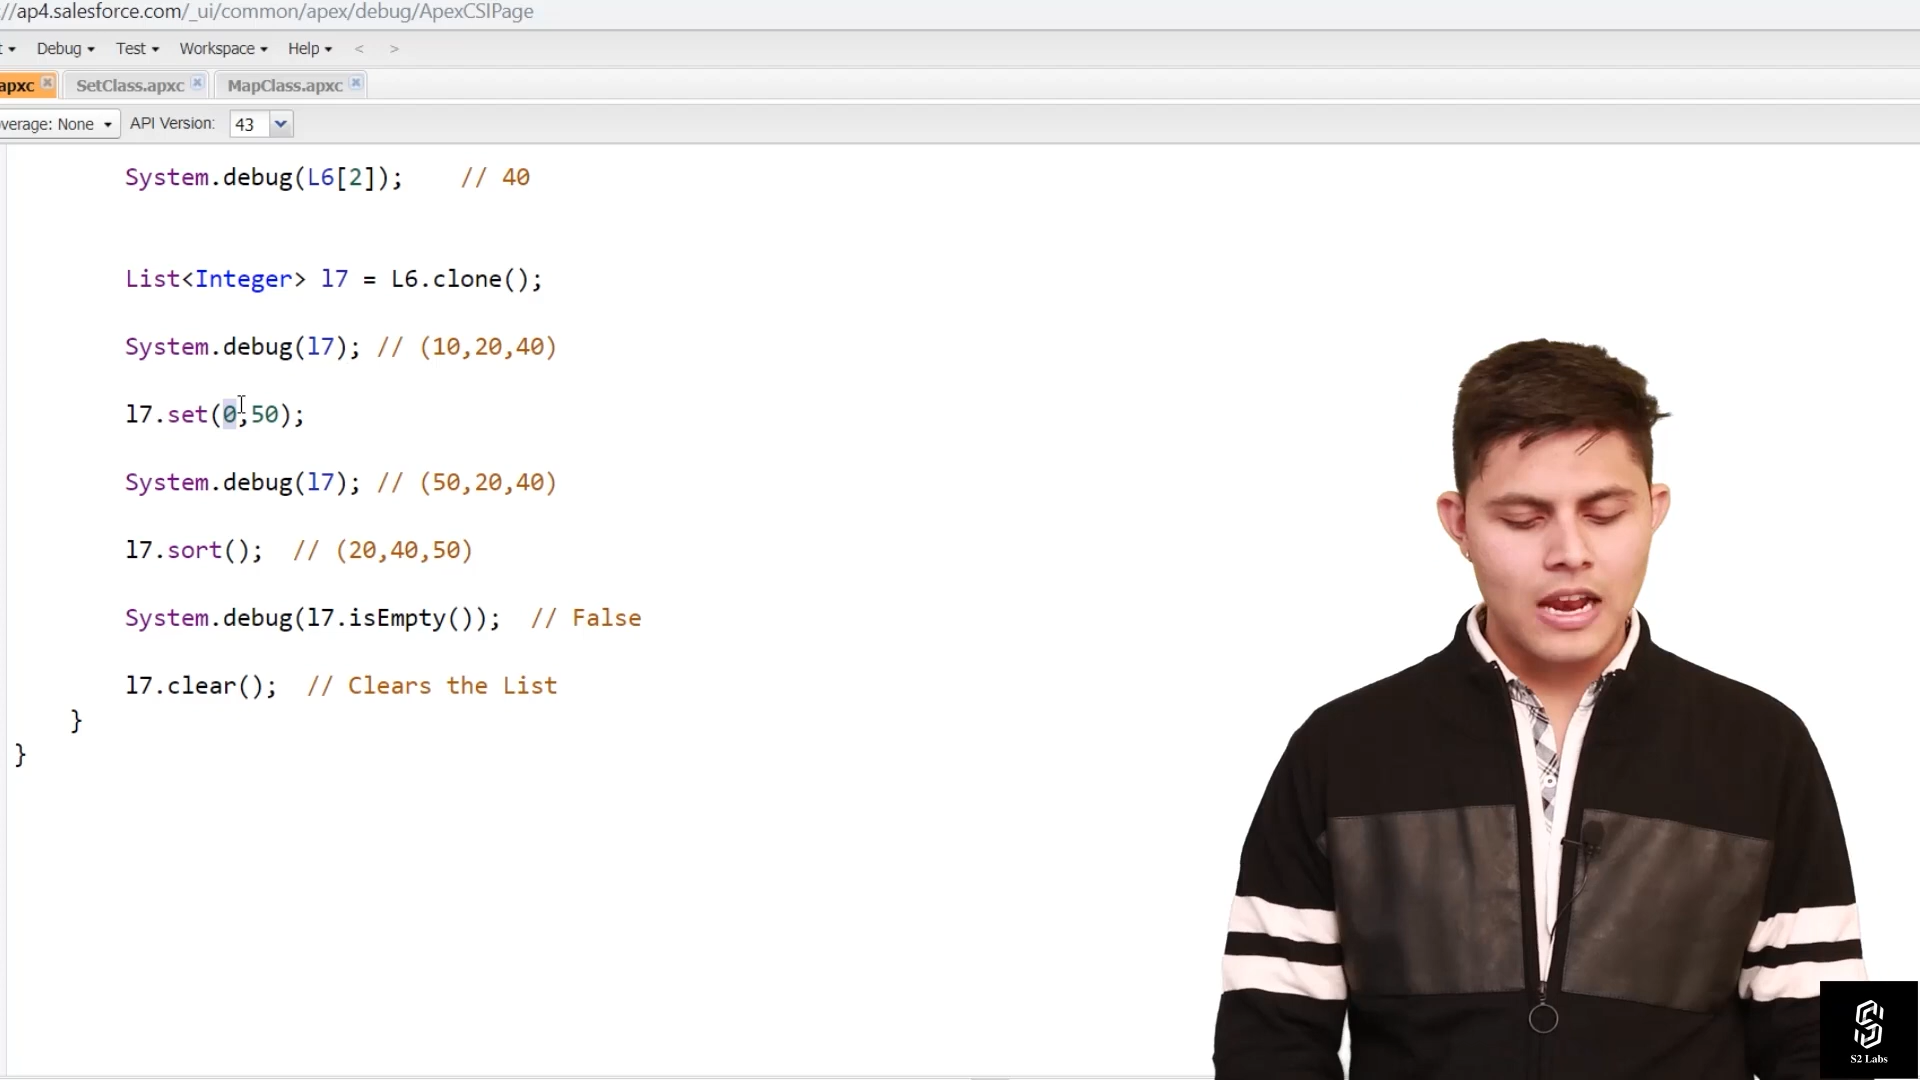 //ap4.salesforce.com/_ui/common/apex/debug/ApexCSIPage
t Debug Test Workspace Help < >
apxc SetClass.apxc MapClass.apxc
verage: None API Version: 43
System.debug(L6[2]); // 40
List<Integer> l7 = L6.clone();
System.debug(l7); // (10,20,40)
l7.set(0,50);
System.debug(l7); // (50,20,40)
l7.sort(); // (20,40,50)
System.debug(l7.isEmpty()); // False
l7.clear(); // Clears the List
}
}
S2 Labs